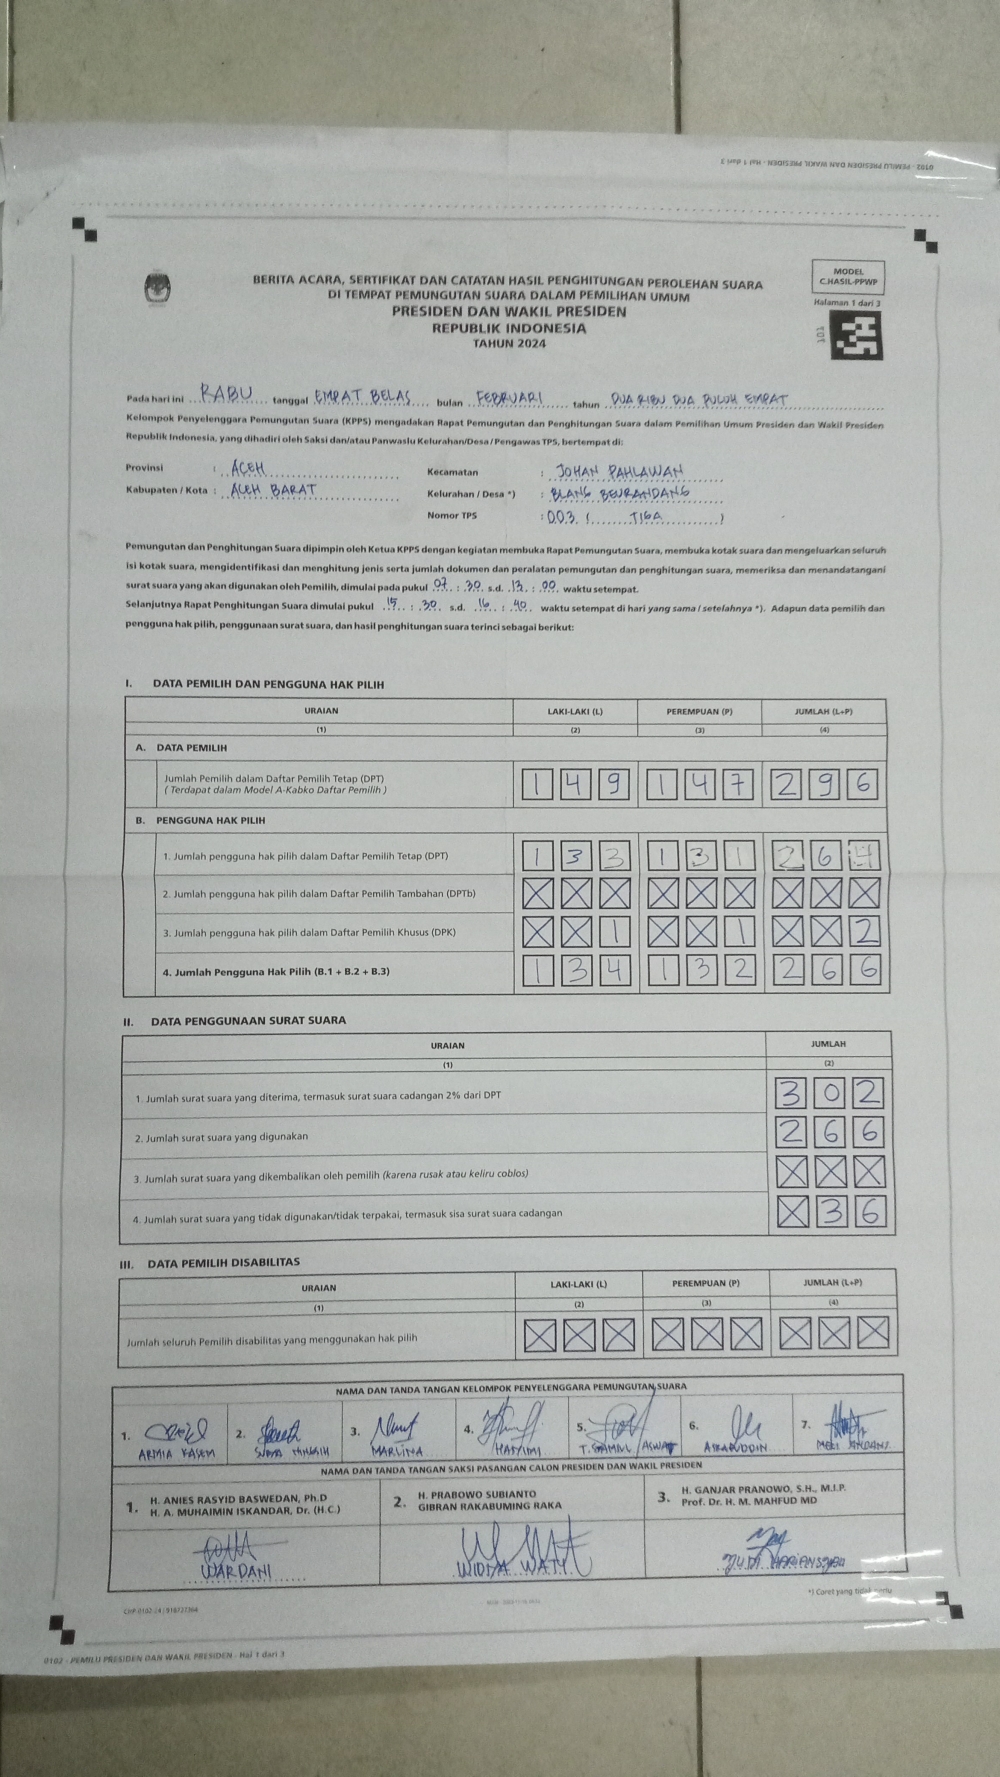 0102 - PEMILU PRESIDEN DAN WAKIL PRESIDEN - Hal 1 dari 3
MODEL
C.HASIL-PPWP
Halaman 1 dari 3
101
BERITA ACARA, SERTIFIKAT DAN CATATAN HASIL PENGHITUNGAN PEROLEHAN SUARA
DI TEMPAT PEMUNGUTAN SUARA DALAM PEMILIHAN UMUM
PRESIDEN DAN WAKIL PRESIDEN
REPUBLIK INDONESIA
TAHUN 2024
Pada hari ini RABU tanggal EMPAT BELAS bulan FEBRUARI tahun DUA RIBU DUA PULUH EMPAT
Kelompok Penyelenggara Pemungutan Suara (KPPS) mengadakan Rapat Pemungutan dan Penghitungan Suara dalam Pemilihan Umum Presiden dan Wakil Presiden
Republik Indonesia, yang dihadiri oleh Saksi dan/atau Panwaslu Kelurahan/Desa / Pengawas TPS, bertempat di:
Provinsi : ACEH Kecamatan : JOHAN PAHLAWAN
Kabupaten / Kota : ACEH BARAT Kelurahan / Desa *) : BLANG BEURANDANG
Nomor TPS : 003 ( TIGA )
Pemungutan dan Penghitungan Suara dipimpin oleh Ketua KPPS dengan kegiatan membuka Rapat Pemungutan Suara, membuka kotak suara dan mengeluarkan seluruh
isi kotak suara, mengidentifikasi dan menghitung jenis serta jumlah dokumen dan peralatan pemungutan dan penghitungan suara, memeriksa dan menandatangani
surat suara yang akan digunakan oleh Pemilih, dimulai pada pukul 07 : 30 s.d. 13 : 00 waktu setempat.
Selanjutnya Rapat Penghitungan Suara dimulai pukul 15 : 30 s.d. 16 : 40 waktu setempat di hari yang sama / setelahnya *). Adapun data pemilih dan
pengguna hak pilih, penggunaan surat suara, dan hasil penghitungan suara terinci sebagai berikut:
I. DATA PEMILIH DAN PENGGUNA HAK PILIH
URAIAN LAKI-LAKI (L) PEREMPUAN (P) JUMLAH (L+P)
(1) (2) (3) (4)
A. DATA PEMILIH
Jumlah Pemilih dalam Daftar Pemilih Tetap (DPT) 149 147 296
( Terdapat dalam Model A-Kabko Daftar Pemilih )
B. PENGGUNA HAK PILIH
1. Jumlah pengguna hak pilih dalam Daftar Pemilih Tetap (DPT) 133 131 264
2. Jumlah pengguna hak pilih dalam Daftar Pemilih Tambahan (DPTb) XXX XXX XXX
3. Jumlah pengguna hak pilih dalam Daftar Pemilih Khusus (DPK) XX1 XX1 XX2
4. Jumlah Pengguna Hak Pilih (B.1 + B.2 + B.3) 134 132 266
II. DATA PENGGUNAAN SURAT SUARA
URAIAN JUMLAH
(1) (2)
1. Jumlah surat suara yang diterima, termasuk surat suara cadangan 2% dari DPT 302
2. Jumlah surat suara yang digunakan 266
3. Jumlah surat suara yang dikembalikan oleh pemilih (karena rusak atau keliru coblos) XXX
4. Jumlah surat suara yang tidak digunakan/tidak terpakai, termasuk sisa surat suara cadangan X36
III. DATA PEMILIH DISABILITAS
URAIAN LAKI-LAKI (L) PEREMPUAN (P) JUMLAH (L+P)
(1) (2) (3) (4)
Jumlah seluruh Pemilih disabilitas yang menggunakan hak pilih XXX XXX XXX
NAMA DAN TANDA TANGAN KELOMPOK PENYELENGGARA PEMUNGUTAN SUARA
1. 2. 3. 4. 5. 6. 7.
ARMIA KASEM MARLINA HASYIMI ASKARUDDIN
NAMA DAN TANDA TANGAN SAKSI PASANGAN CALON PRESIDEN DAN WAKIL PRESIDEN
1. H. ANIES RASYID BASWEDAN, Ph.D
H. A. MUHAIMIN ISKANDAR, Dr. (H.C.)
2. H. PRABOWO SUBIANTO
GIBRAN RAKABUMING RAKA
3. H. GANJAR PRANOWO, S.H., M.I.P.
Prof. Dr. H. M. MAHFUD MD
WARDANI WIDYA WATY
*) Coret yang tidak perlu
0102 - PEMILU PRESIDEN DAN WAKIL PRESIDEN - Hal 1 dari 3